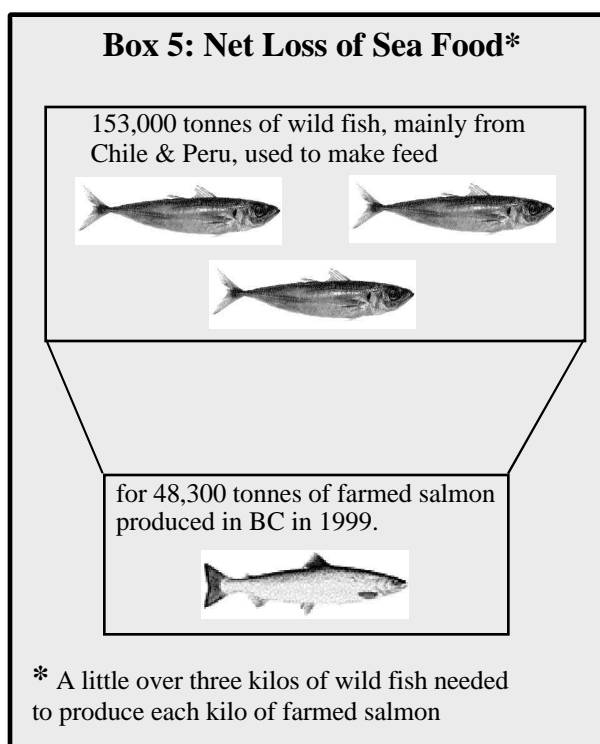 Box 5: Net Loss of Sea Food*
153,000 tonnes of wild fish, mainly from
Chile & Peru, used to make feed
for 48,300 tonnes of farmed salmon
produced in BC in 1999.
* A little over three kilos of wild fish needed
to produce each kilo of farmed salmon